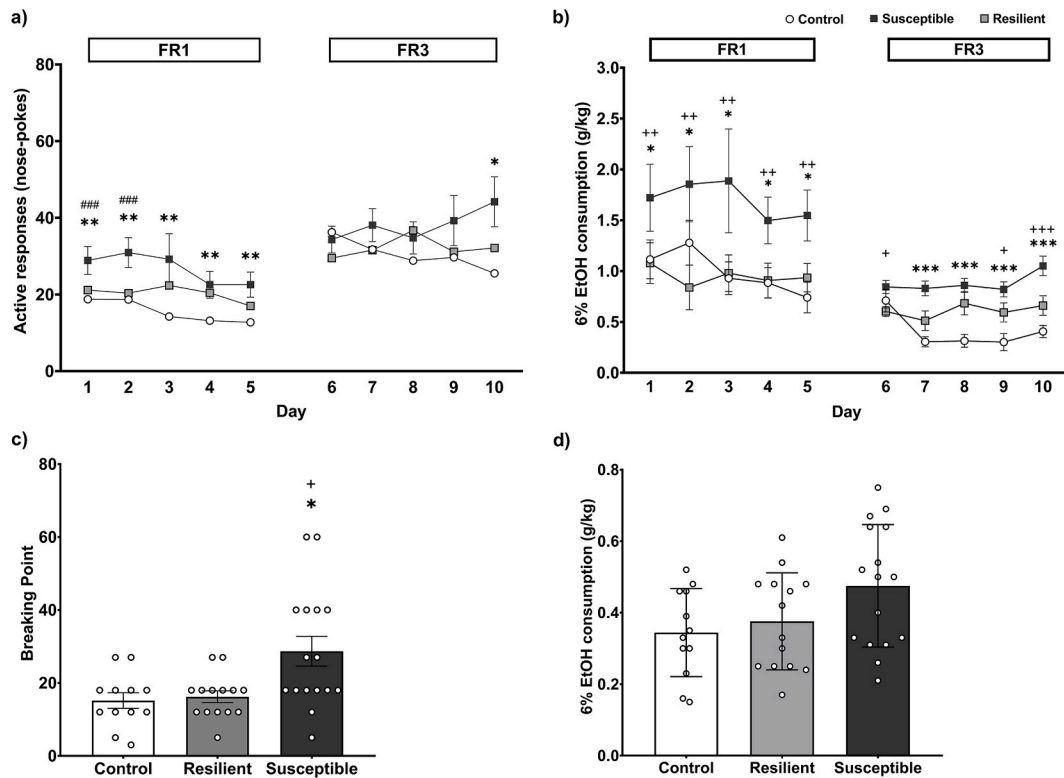 a)
FR1
FR3
80
60
40
20
0
Active responses (nose-pokes)
###
**
###
**
**
**
**
*
1 2 3 4 5 6 7 8 9 10
Day
b)
Control Susceptible Resilient
FR1
FR3
3.0
2.5
2.0
1.5
1.0
0.5
0.0
6% EtOH consumption (g/kg)
++
*
++
*
++
*
++
*
++
*
+
***
***
+
***
+++
***
1 2 3 4 5 6 7 8 9 10
Day
c)
80
60
40
20
0
Breaking Point
+
*
Control Resilient Susceptible
d)
0.8
0.6
0.4
0.2
0.0
6% EtOH consumption (g/kg)
Control Resilient Susceptible